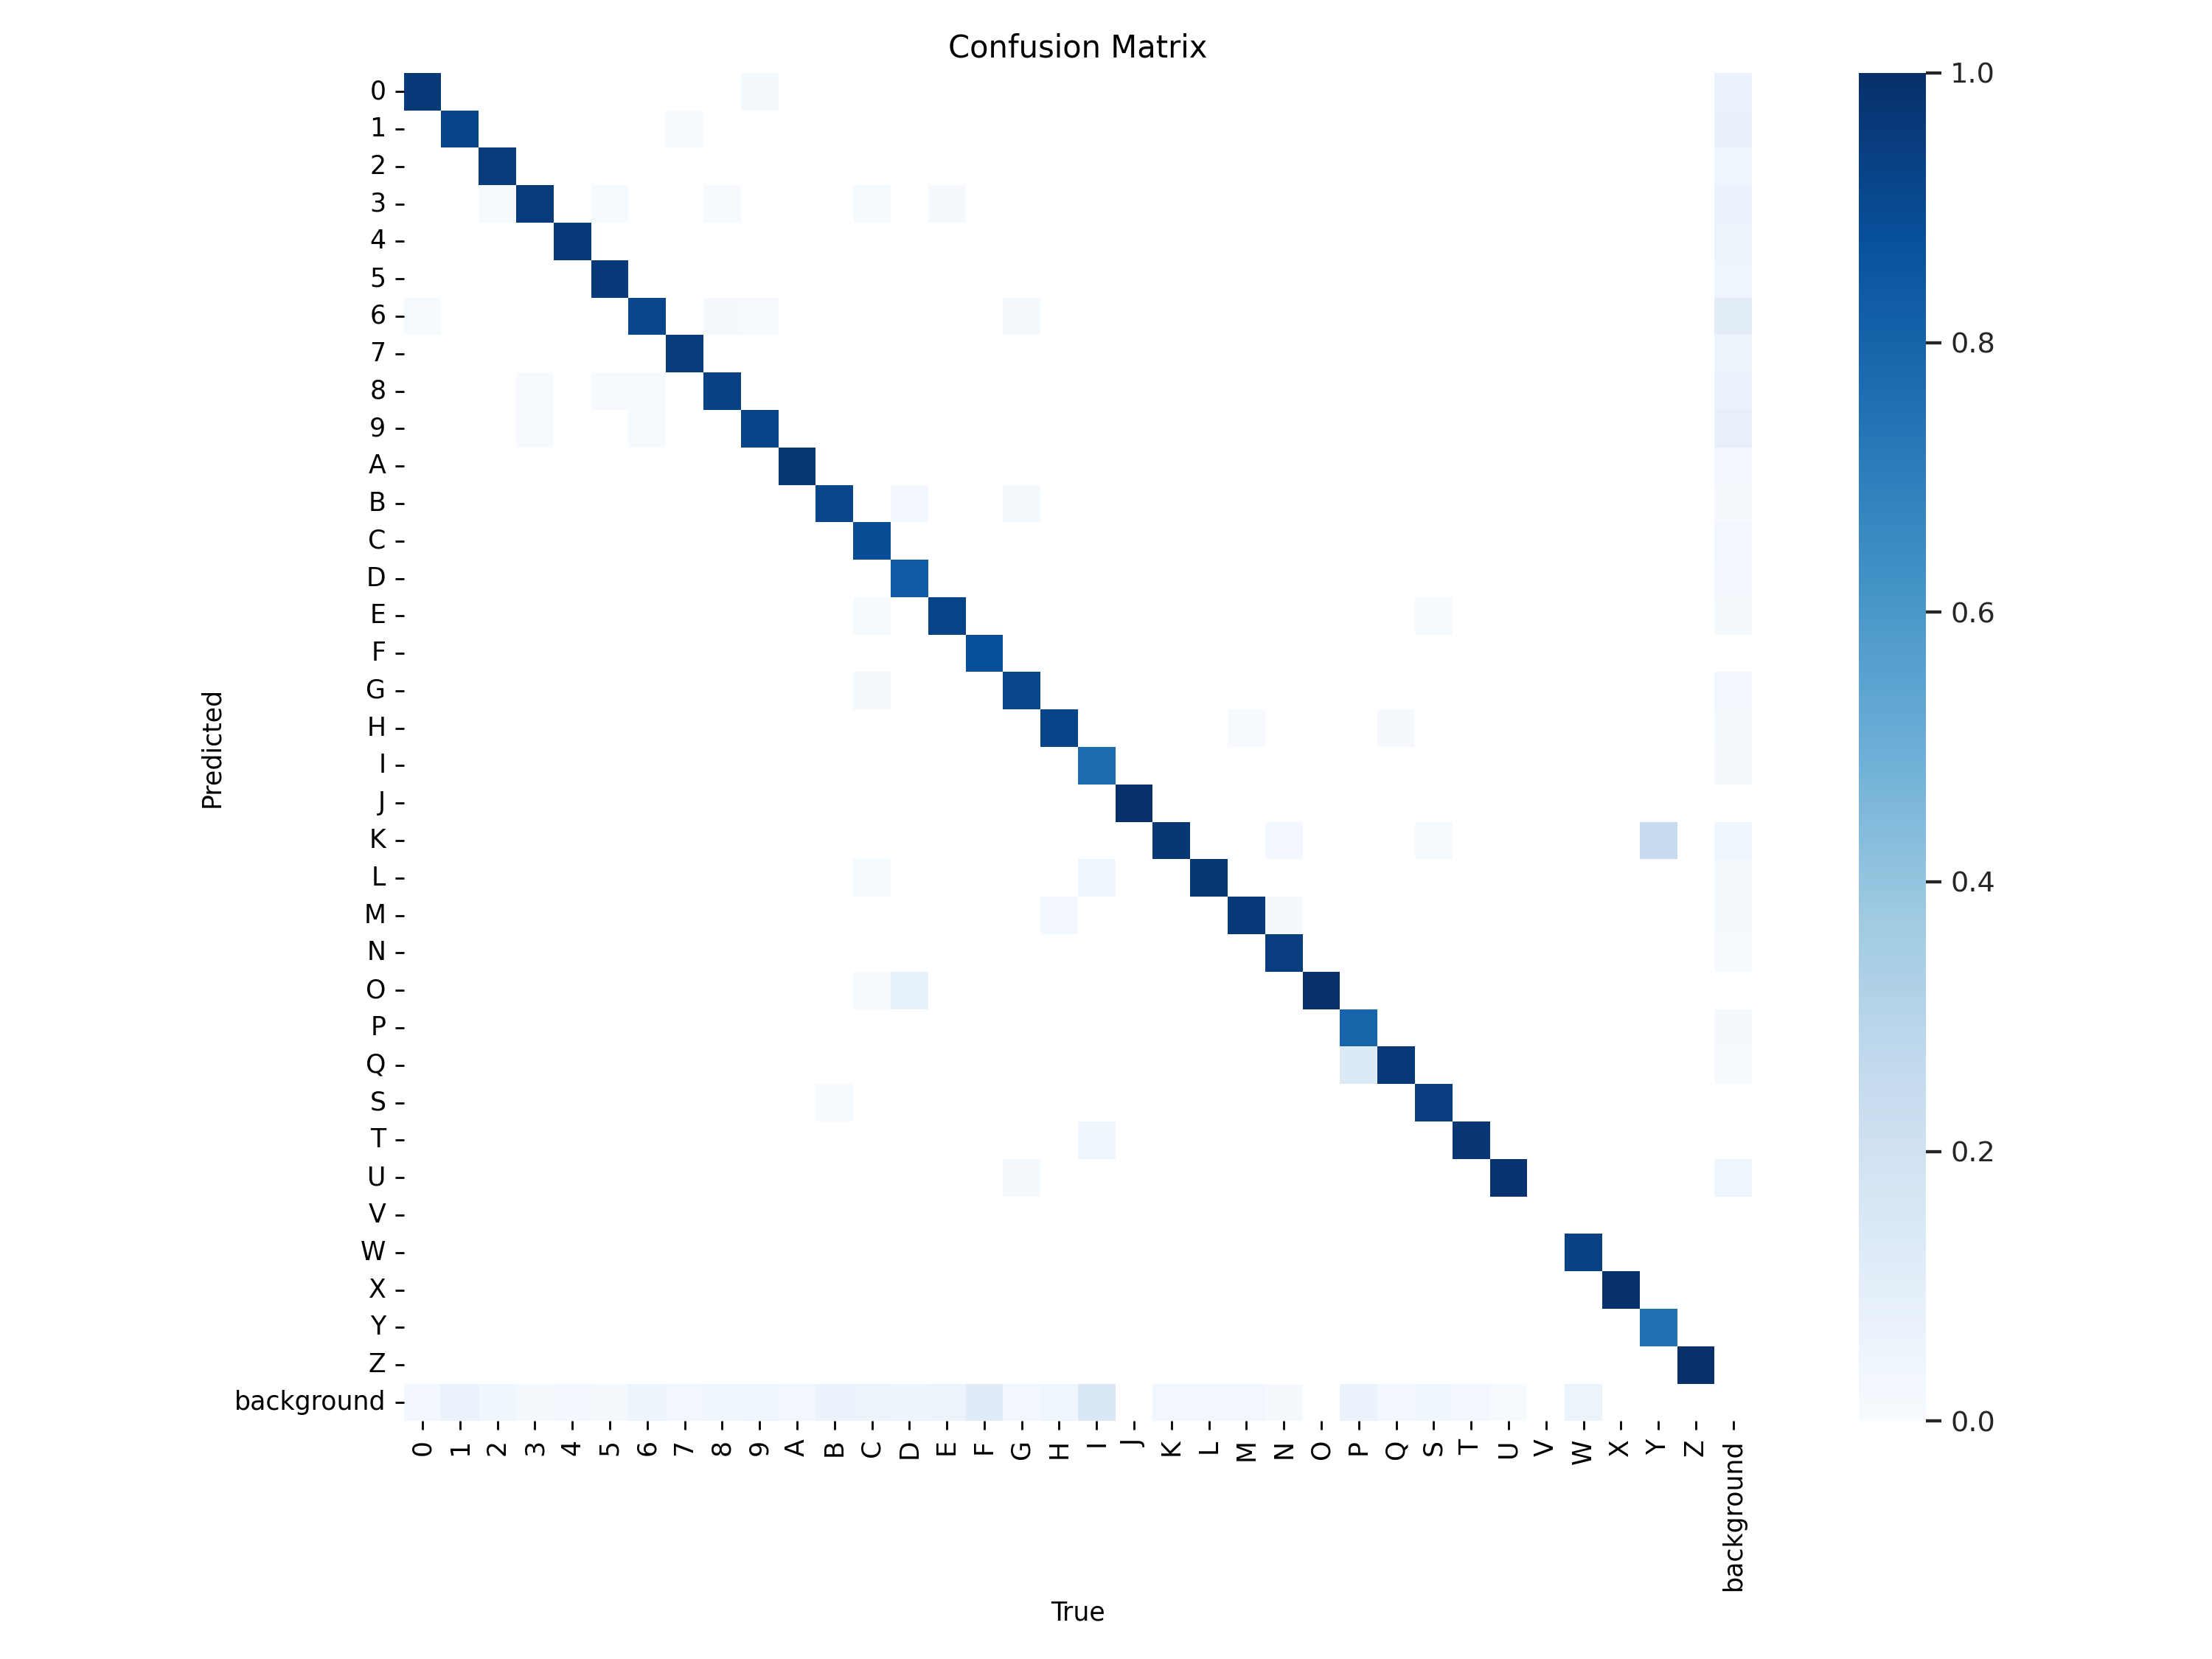 Confusion Matrix
0
1
2
3
4
5
6
7
8
9
A
B
C
D
E
F
G
H
I
J
K
L
M
N
O
P
Q
S
T
U
V
W
X
Y
Z
background
Predicted
0 1 2 3 4 5 6 7 8 9 A B C D E F G H I J K L M N O P Q S T U V W X Y Z background
True
1.0
0.8
0.6
0.4
0.2
0.0